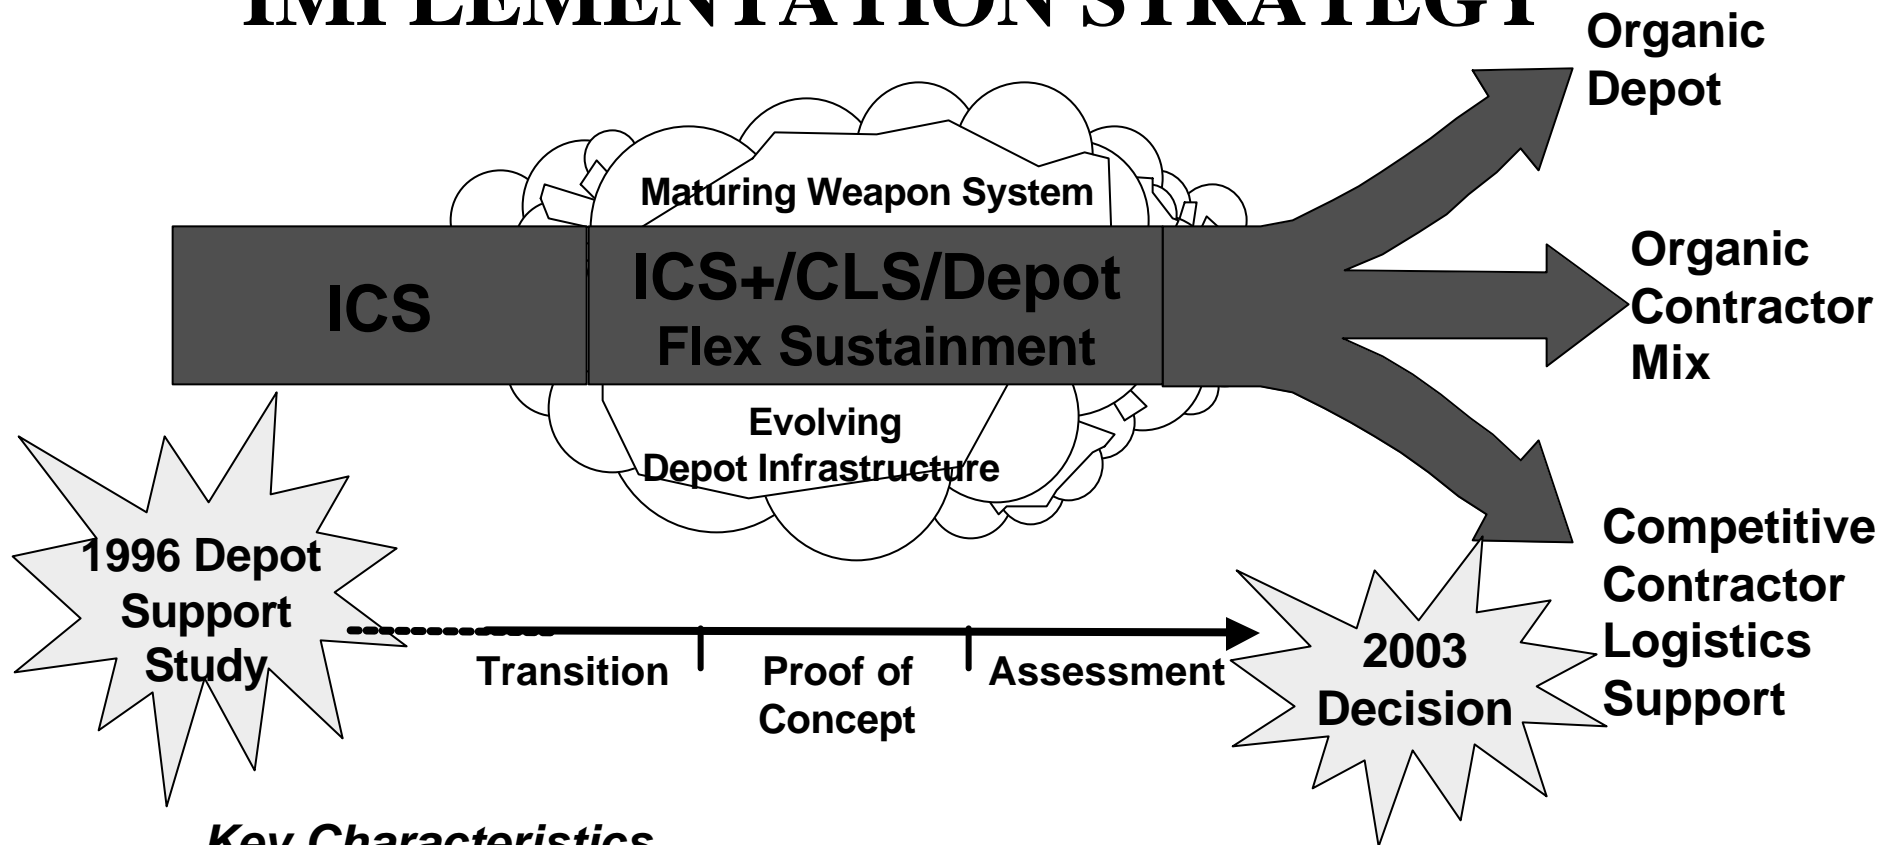 IMPLEMENTATION STRATEGY
Organic
Depot
Maturing Weapon System
ICS
ICS+/CLS/Depot
Flex Sustainment
Organic
Contractor
Mix
Evolving
Depot Infrastructure
1996 Depot
Support
Study
Transition
Proof of
Concept
Assessment
2003
Decision
Competitive
Contractor
Logistics
Support
Key Characteristics